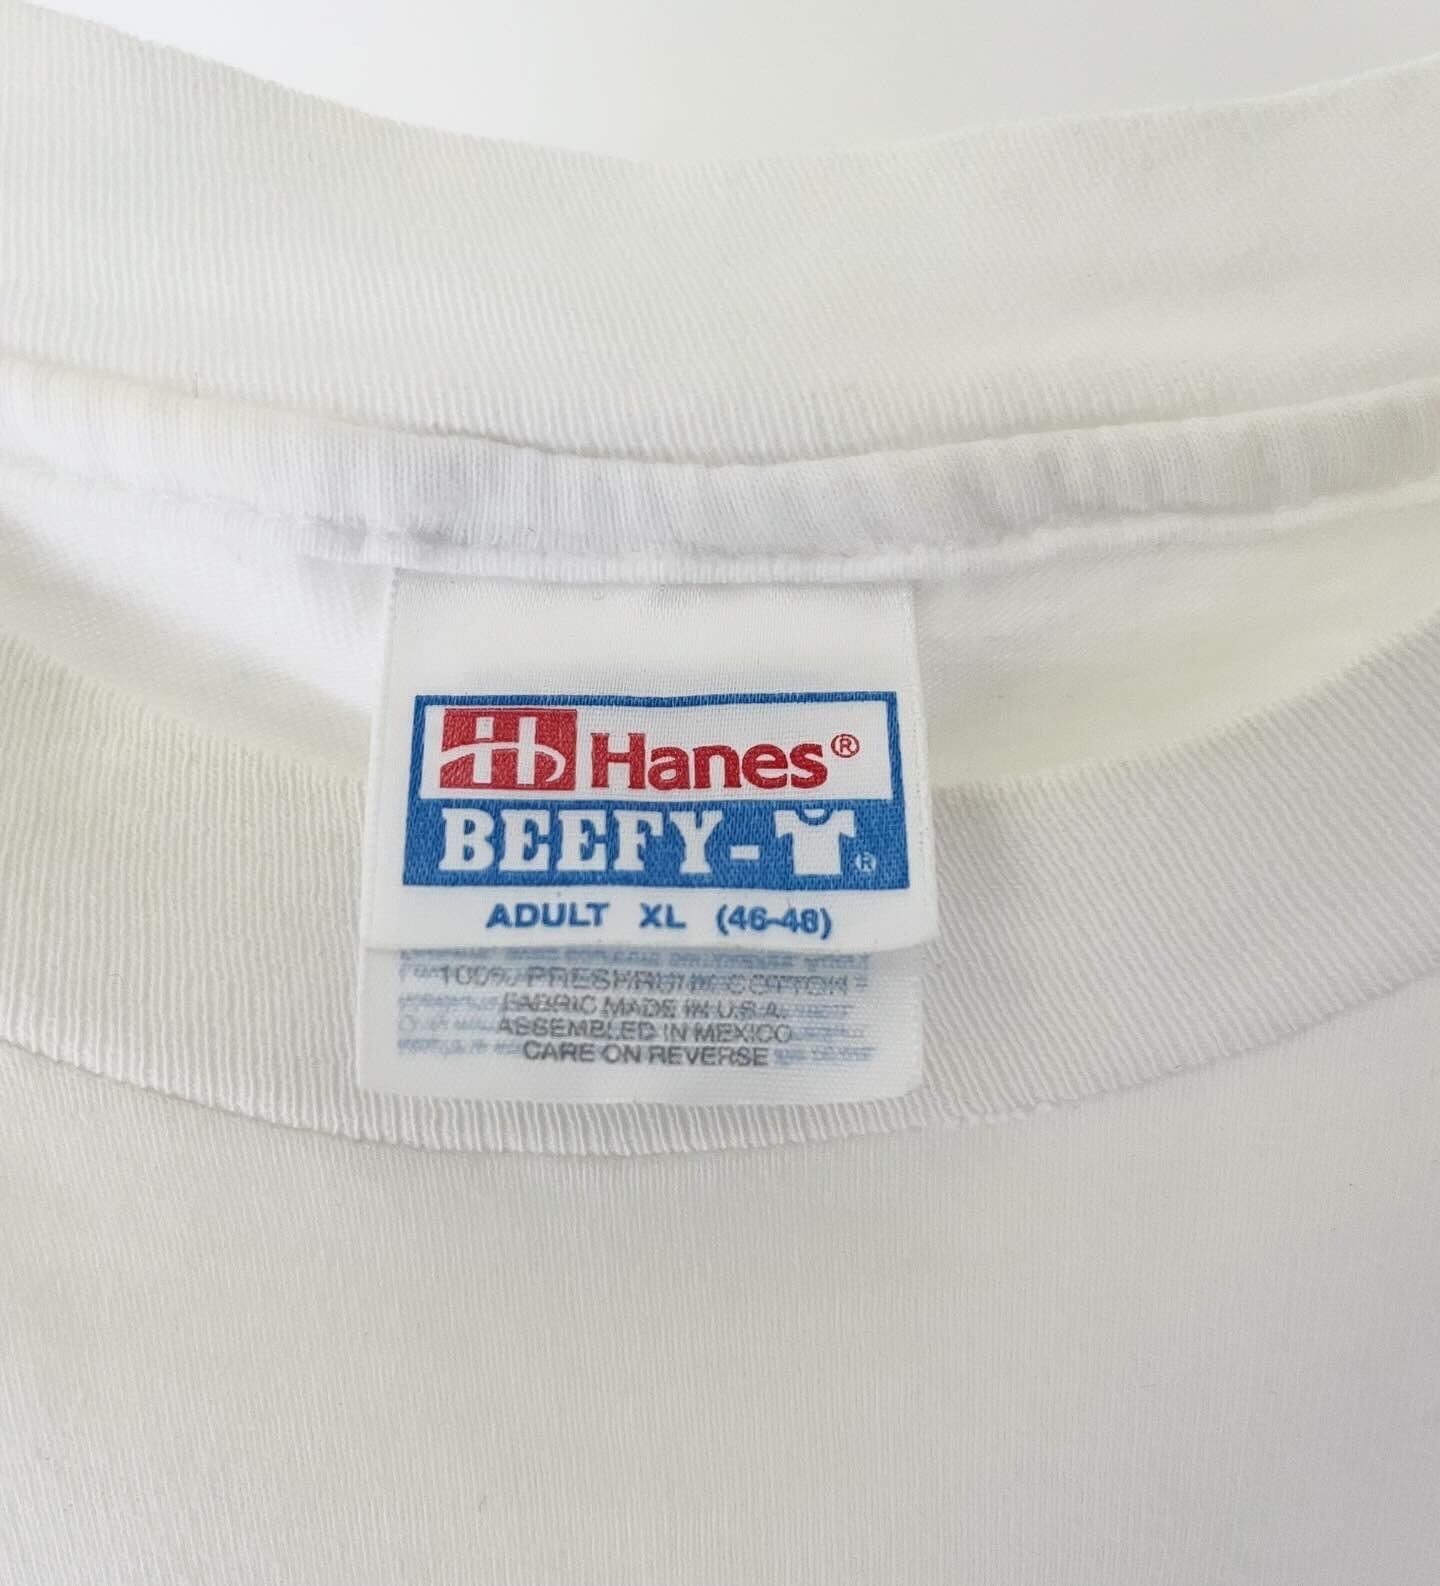 H Hanes®
BEEFY-T®
ADULT XL (46-48)
100% PRESHRUNK COTTON
FABRIC MADE IN U.S.A.
ASSEMBLED IN MEXICO
CARE ON REVERSE